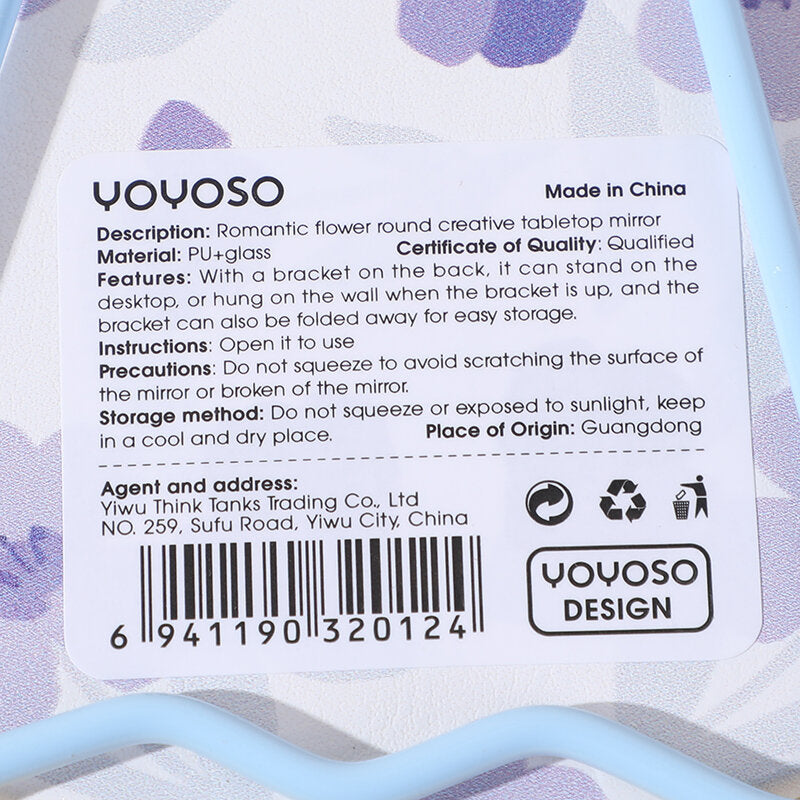 YOYOSO
Made in China
Description: Romantic flower round creative tabletop mirror
Material: PU+glass Certificate of Quality: Qualified
Features: With a bracket on the back, it can stand on the
desktop, or hung on the wall when the bracket is up, and the
bracket can also be folded away for easy storage.
Instructions: Open it to use
Precautions: Do not squeeze to avoid scratching the surface of
the mirror or broken of the mirror.
Storage method: Do not squeeze or exposed to sunlight, keep
in a cool and dry place. Place of Origin: Guangdong
Agent and address:
Yiwu Think Tanks Trading Co., Ltd
NO. 259, Sufu Road, Yiwu City, China
6 941190 320124
YOYOSO
DESIGN